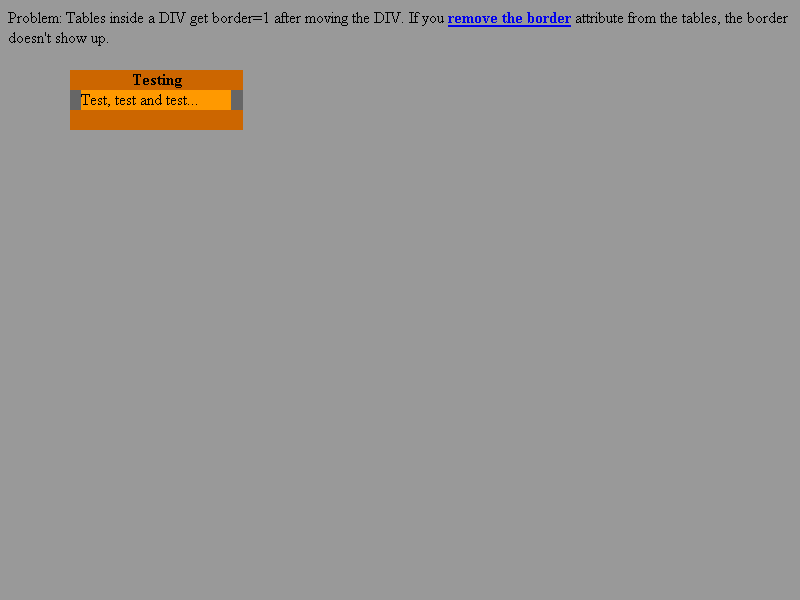 Problem: Tables inside a DIV get border=1 after moving the DIV. If you remove the border attribute from the tables, the border
doesn't show up.
Testing
Test, test and test...